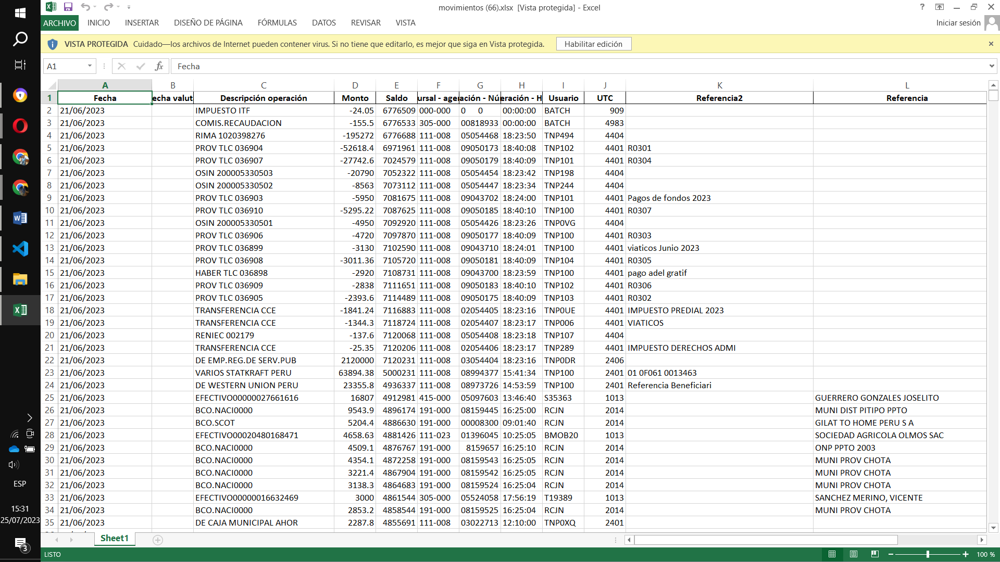 movimientos (66).xlsx [Vista protegida] - Excel
ARCHIVO INICIO INSERTAR DISEÑO DE PÁGINA FÓRMULAS DATOS REVISAR VISTA Iniciar sesión
VISTA PROTEGIDA Cuidado—los archivos de Internet pueden contener virus. Si no tiene que editarlo, es mejor que siga en Vista protegida. Habilitar edición
A1 fx Fecha
A B C D E F G H I J K L
1 Fecha echa valut Descripción operación Monto Saldo ursal - age ación - Nú eración - H Usuario UTC Referencia2 Referencia
2 21/06/2023 IMPUESTO ITF -24.05 6776509 000-000 0 0 00:00:00 BATCH 909
3 21/06/2023 COMIS.RECAUDACION -155.5 6776533 305-000 00818933 00:00:00 BATCH 4983
4 21/06/2023 RIMA 1020398276 -195272 6776688 111-008 05054468 18:23:50 TNP494 4404
5 21/06/2023 PROV TLC 036904 -52618.4 6971961 111-008 09050173 18:40:08 TNP102 4401 R0301
6 21/06/2023 PROV TLC 036907 -27742.6 7024579 111-008 09050179 18:40:09 TNP101 4401 R0304
7 21/06/2023 OSIN 200005330503 -20790 7052322 111-008 05054454 18:23:42 TNP198 4404
8 21/06/2023 OSIN 200005330502 -8563 7073112 111-008 05054447 18:23:34 TNP244 4404
9 21/06/2023 PROV TLC 036903 -5950 7081675 111-008 09043702 18:24:00 TNP101 4401 Pagos de fondos 2023
10 21/06/2023 PROV TLC 036910 -5295.22 7087625 111-008 09050185 18:40:10 TNP100 4401 R0307
11 21/06/2023 OSIN 200005330501 -4950 7092920 111-008 05054426 18:23:26 TNP0VG 4404
12 21/06/2023 PROV TLC 036906 -4720 7097870 111-008 09050177 18:40:09 TNP100 4401 R0303
13 21/06/2023 PROV TLC 036899 -3130 7102590 111-008 09043710 18:24:01 TNP100 4401 viaticos Junio 2023
14 21/06/2023 PROV TLC 036908 -3011.36 7105720 111-008 09050181 18:40:09 TNP104 4401 R0305
15 21/06/2023 HABER TLC 036898 -2920 7108731 111-008 09043700 18:23:59 TNP100 4401 pago adel gratif
16 21/06/2023 PROV TLC 036909 -2838 7111651 111-008 09050183 18:40:10 TNP102 4401 R0306
17 21/06/2023 PROV TLC 036905 -2393.6 7114489 111-008 09050175 18:40:09 TNP103 4401 R0302
18 21/06/2023 TRANSFERENCIA CCE -1841.24 7116883 111-008 02054405 18:23:16 TNP0UE 4401 IMPUESTO PREDIAL 2023
19 21/06/2023 TRANSFERENCIA CCE -1344.3 7118724 111-008 02054407 18:23:17 TNP006 4401 VIATICOS
20 21/06/2023 RENIEC 002179 -137.6 7120068 111-008 05054408 18:23:18 TNP107 4404
21 21/06/2023 TRANSFERENCIA CCE -25.35 7120206 111-008 02054406 18:23:17 TNP289 4401 IMPUESTO DERECHOS ADMI
22 21/06/2023 DE EMP.REG.DE SERV.PUB 2120000 7120231 111-008 03054404 18:23:16 TNP0DR 2406
23 21/06/2023 VARIOS STATKRAFT PERU 63894.38 5000231 111-008 08994377 15:41:34 TNP100 2401 01 0F061 0013463
24 21/06/2023 DE WESTERN UNION PERU 23355.8 4936337 111-008 08973726 14:53:59 TNP100 2401 Referencia Beneficiari
25 21/06/2023 EFECTIVO00000027661616 16807 4912981 415-000 05097603 13:46:40 S35363 1013 GUERRERO GONZALES JOSELITO
26 21/06/2023 BCO.NACI0000 9543.9 4896174 191-000 08159445 16:25:00 RCJN 2014 MUNI DIST PITIPO PPTO
27 21/06/2023 BCO.SCOT 5204.4 4886630 191-000 00008300 09:01:40 RCJN 2014 GILAT TO HOME PERU S A
28 21/06/2023 EFECTIVO00020480168471 4658.63 4881426 111-023 01396045 10:25:05 BMOB20 1013 SOCIEDAD AGRICOLA OLMOS SAC
29 21/06/2023 BCO.NACI0000 4509.1 4876767 191-000 8159657 16:25:10 RCJN 2014 ONP PPTO 2003
30 21/06/2023 BCO.NACI0000 4354.1 4872258 191-000 08159543 16:25:05 RCJN 2014 MUNI PROV CHOTA
31 21/06/2023 BCO.NACI0000 3221.4 4867904 191-000 08159542 16:25:05 RCJN 2014 MUNI PROV CHOTA
32 21/06/2023 BCO.NACI0000 3138.3 4864683 191-000 08159524 16:25:04 RCJN 2014 MUNI PROV CHOTA
33 21/06/2023 EFECTIVO00000016632469 3000 4861544 305-000 05524058 17:56:19 T19389 1013 SANCHEZ MERINO, VICENTE
34 21/06/2023 BCO.NACI0000 2853.2 4858544 191-000 08159525 16:25:04 RCJN 2014 MUNI PROV CHOTA
35 21/06/2023 DE CAJA MUNICIPAL AHOR 2287.8 4855691 111-008 03022713 12:10:00 TNP0XQ 2401
Sheet1
LISTO 100 %
ESP
15:31
25/07/2023
3